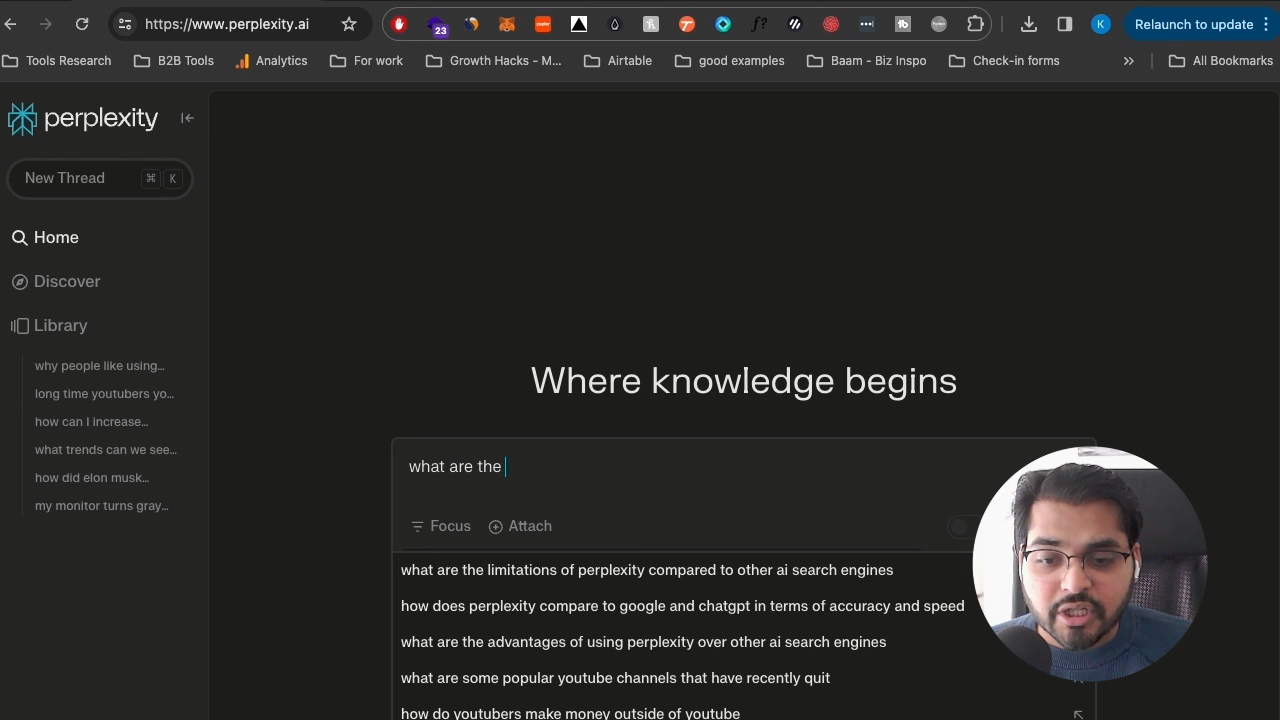 https://www.perplexity.ai
23
K
Relaunch to update
Tools Research
B2B Tools
Analytics
For work
Growth Hacks - M...
Airtable
good examples
Baam - Biz Inspo
Check-in forms
»
All Bookmarks
perplexity
New Thread
⌘ K
Home
Discover
Library
why people like using...
long time youtubers yo...
how can I increase...
what trends can we see...
how did elon musk...
my monitor turns gray...
Where knowledge begins
what are the
Focus
Attach
what are the limitations of perplexity compared to other ai search engines
how does perplexity compare to google and chatgpt in terms of accuracy and speed
what are the advantages of using perplexity over other ai search engines
what are some popular youtube channels that have recently quit
how do youtubers make money outside of youtube